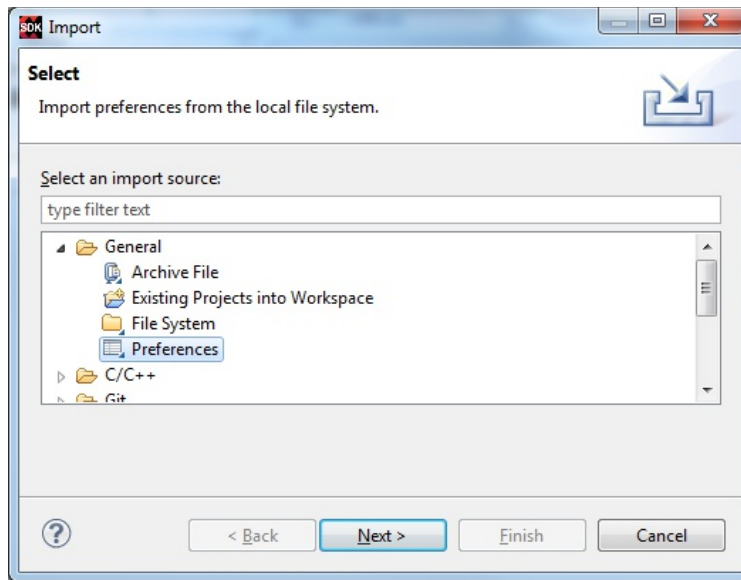 SDK Import
Select
Import preferences from the local file system.
Select an import source:
type filter text
General
Archive File
Existing Projects into Workspace
File System
Preferences
C/C++
Git
< Back Next > Finish Cancel